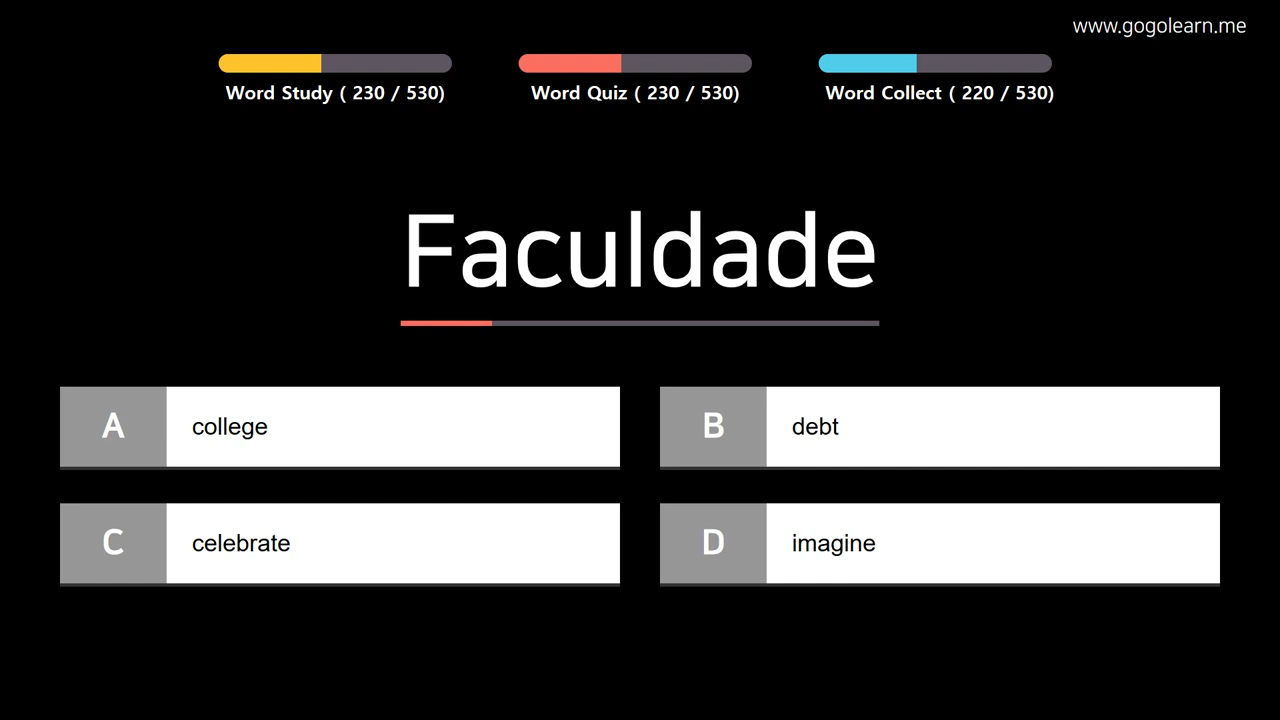 www.gogolearn.me
Word Study ( 230 / 530)
Word Quiz ( 230 / 530)
Word Collect ( 220 / 530)
Faculdade
A college
B debt
C celebrate
D imagine